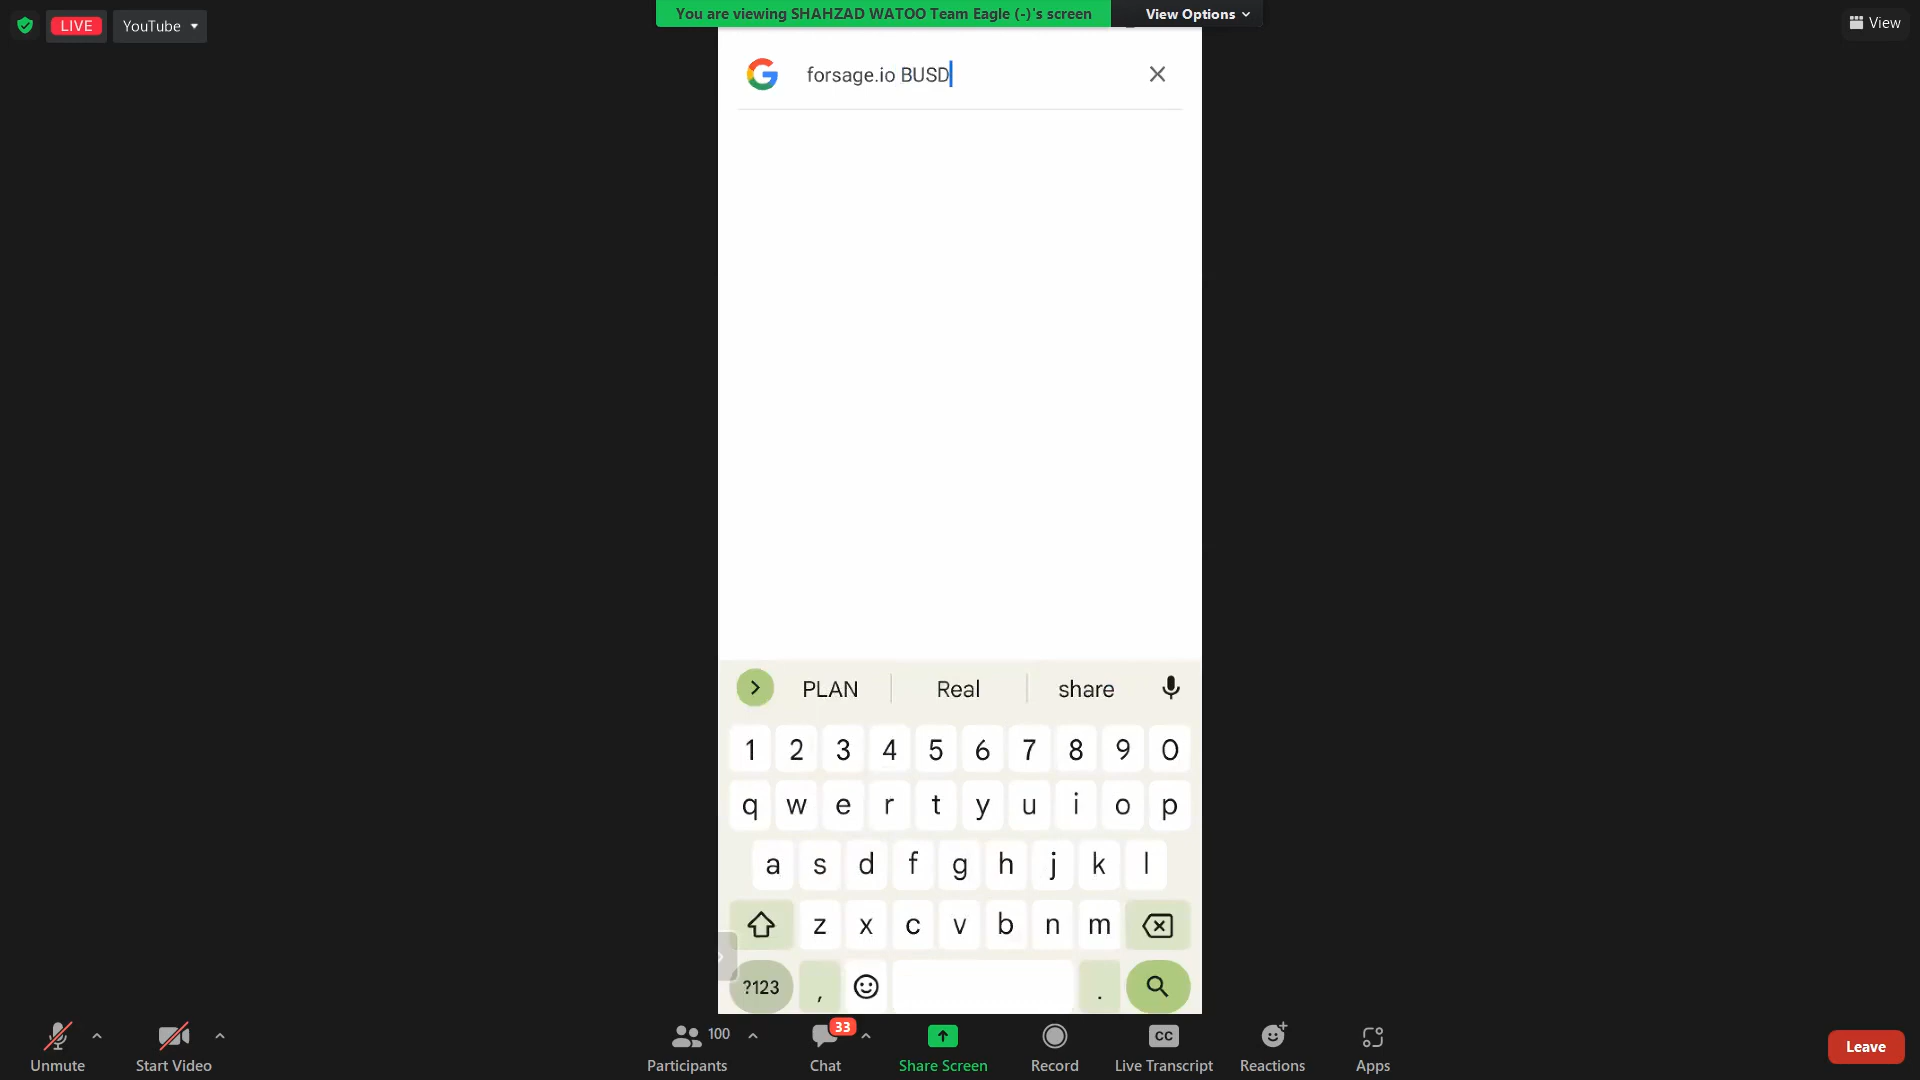 LIVE
YouTube
You are viewing SHAHZAD WATOO Team Eagle (-)'s screen
View Options
View
forsage.io BUSD
PLAN
Real
share
1 2 3 4 5 6 7 8 9 0
q w e r t y u i o p
a s d f g h j k l
z x c v b n m
?123 , .
Unmute
Start Video
100
Participants
33
Chat
Share Screen
Record
CC
Live Transcript
Reactions
Apps
Leave